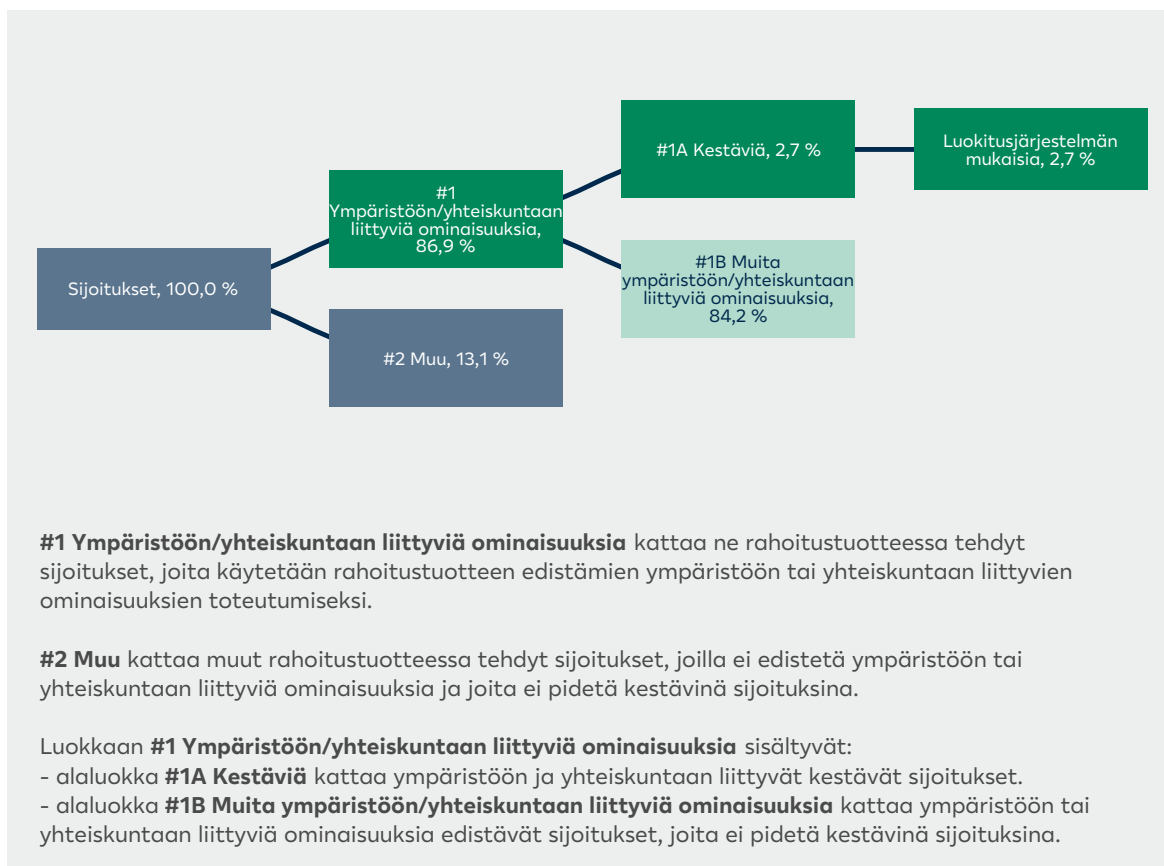 #1A Kestäviä, 2,7 %
Luokitusjärjestelmän
mukaisia, 2,7 %
#1
Ympäristöön/yhteiskuntaan
liittyviä ominaisuuksia,
86,9 %
#1B Muita
ympäristöön/yhteiskuntaan
liittyviä ominaisuuksia,
84,2 %
Sijoitukset, 100,0 %
#2 Muu, 13,1 %
#1 Ympäristöön/yhteiskuntaan liittyviä ominaisuuksia kattaa ne rahoitustuotteessa tehdyt
sijoitukset, joita käytetään rahoitustuotteen edistämien ympäristöön tai yhteiskuntaan liittyvien
ominaisuuksien toteutumiseksi.
#2 Muu kattaa muut rahoitustuotteessa tehdyt sijoitukset, joilla ei edistetä ympäristöön tai
yhteiskuntaan liittyviä ominaisuuksia ja joita ei pidetä kestävinä sijoituksina.
Luokkaan #1 Ympäristöön/yhteiskuntaan liittyviä ominaisuuksia sisältyvät:
- alaluokka #1A Kestäviä kattaa ympäristöön ja yhteiskuntaan liittyvät kestävät sijoitukset.
- alaluokka #1B Muita ympäristöön/yhteiskuntaan liittyviä ominaisuuksia kattaa ympäristöön tai
yhteiskuntaan liittyviä ominaisuuksia edistävät sijoitukset, joita ei pidetä kestävinä sijoituksina.